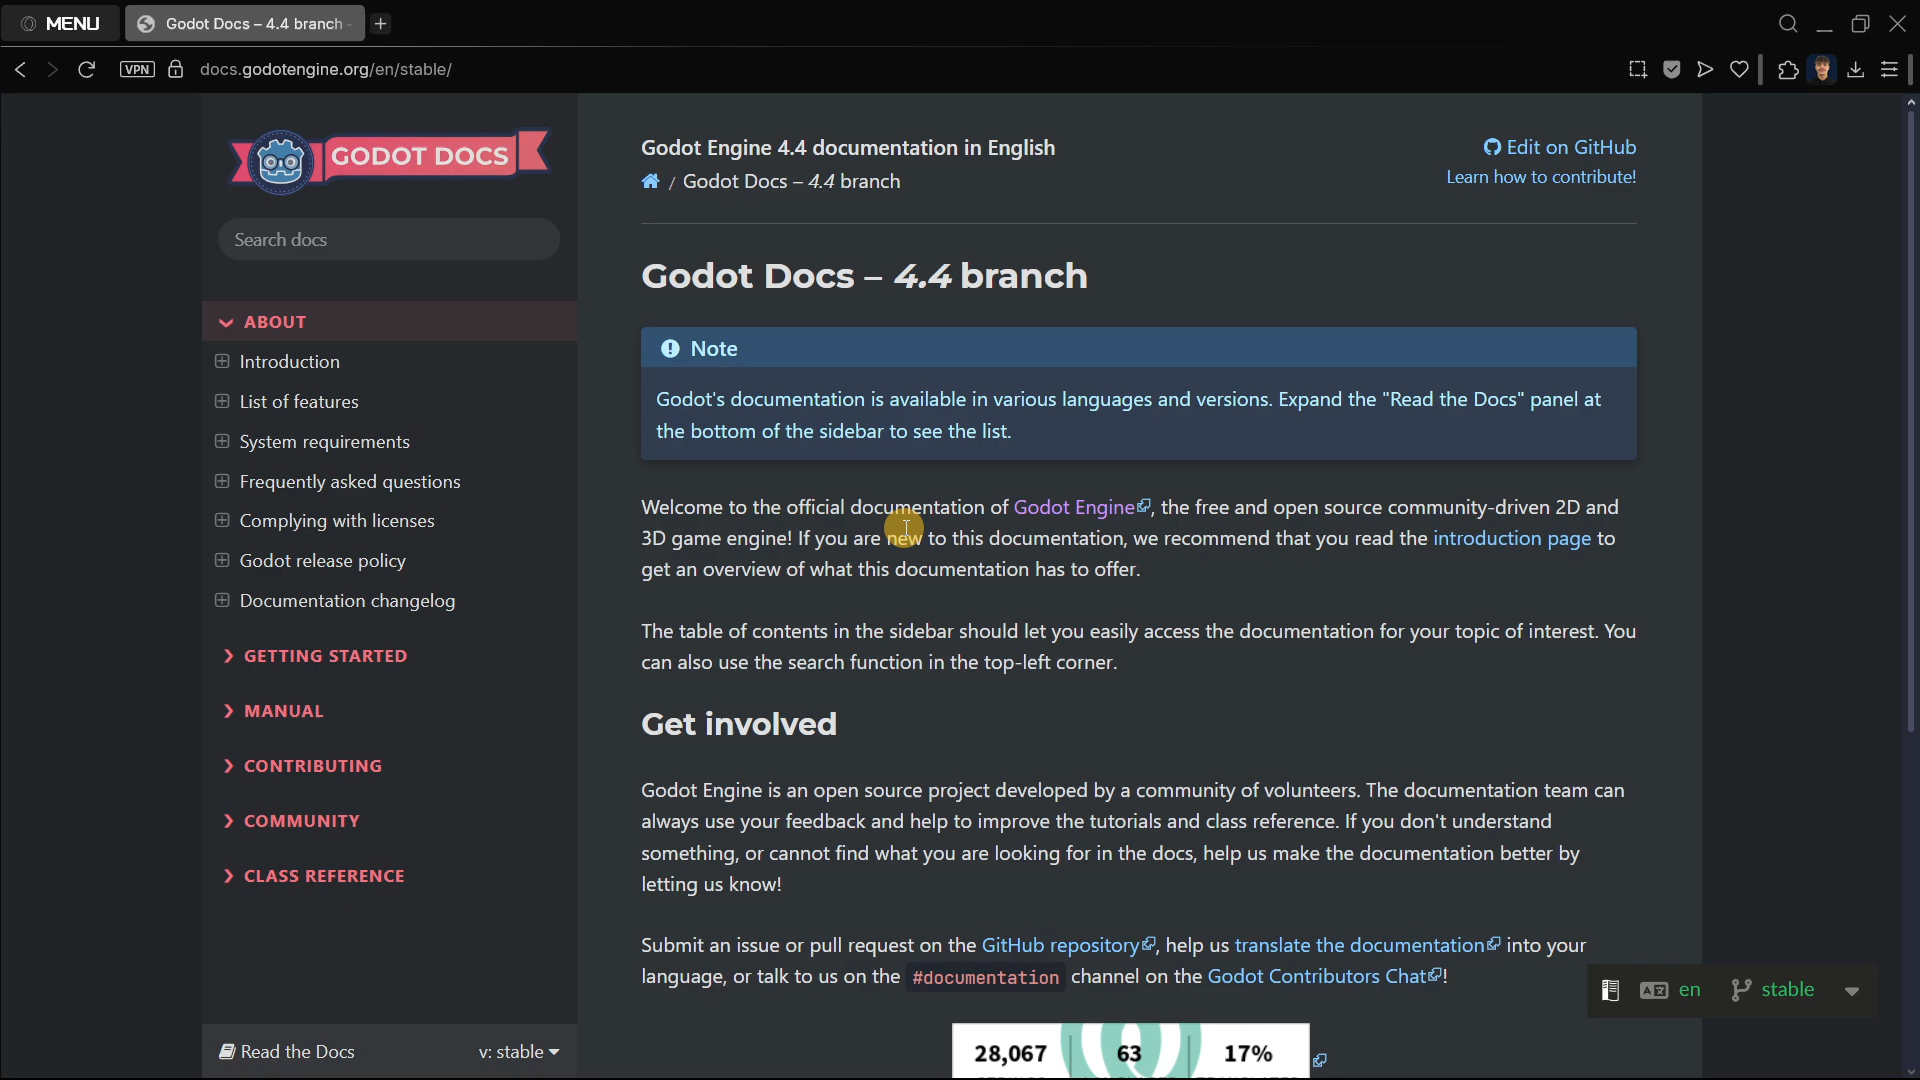 MENU
Godot Docs – 4.4 branch -
VPN
docs.godotengine.org/en/stable/
GODOT DOCS
Search docs
ABOUT
Introduction
List of features
System requirements
Frequently asked questions
Complying with licenses
Godot release policy
Documentation changelog
GETTING STARTED
MANUAL
CONTRIBUTING
COMMUNITY
CLASS REFERENCE
Read the Docs
v: stable
Godot Engine 4.4 documentation in English
Edit on GitHub
/ Godot Docs – 4.4 branch
Learn how to contribute!
Godot Docs – 4.4 branch
Note
Godot's documentation is available in various languages and versions. Expand the "Read the Docs" panel at
the bottom of the sidebar to see the list.
Welcome to the official documentation of Godot Engine, the free and open source community-driven 2D and
3D game engine! If you are new to this documentation, we recommend that you read the introduction page to
get an overview of what this documentation has to offer.
The table of contents in the sidebar should let you easily access the documentation for your topic of interest. You
can also use the search function in the top-left corner.
Get involved
Godot Engine is an open source project developed by a community of volunteers. The documentation team can
always use your feedback and help to improve the tutorials and class reference. If you don't understand
something, or cannot find what you are looking for in the docs, help us make the documentation better by
letting us know!
Submit an issue or pull request on the GitHub repository, help us translate the documentation into your
language, or talk to us on the #documentation channel on the Godot Contributors Chat!
en
stable
28,067
63
17%